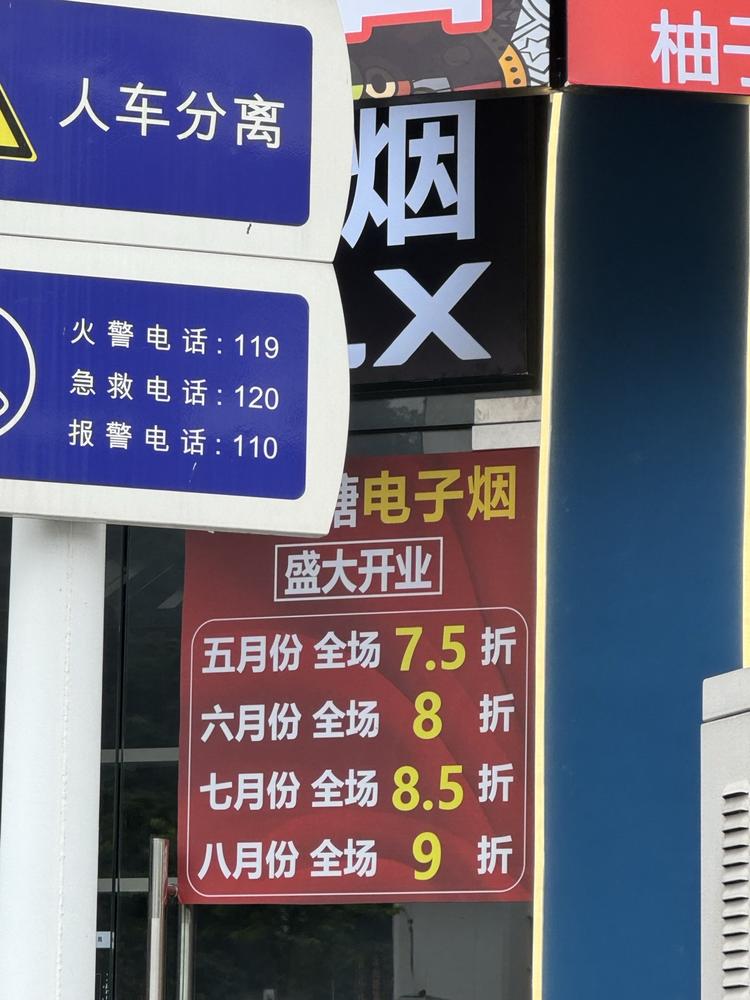 人车分离
火警电话:119
急救电话:120
报警电话:110
柚
烟
X
糖电子烟
盛大开业
五月份 全场 7.5 折
六月份 全场 8 折
七月份 全场 8.5 折
八月份 全场 9 折